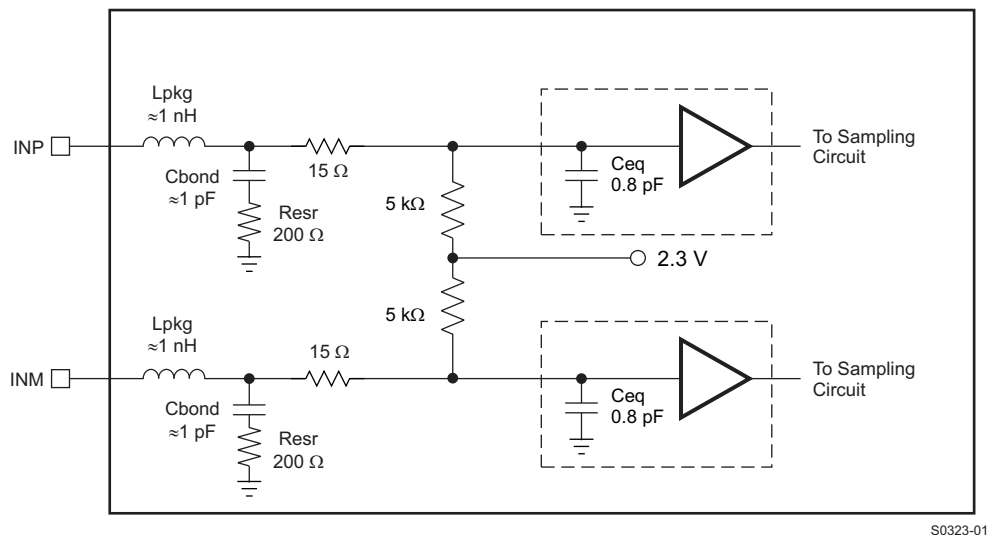 Lpkg
≈1 nH
INP
Cbond
≈1 pF
Resr
200 Ω
15 Ω
5 kΩ
Ceq
0.8 pF
To Sampling
Circuit
2.3 V
5 kΩ
Lpkg
≈1 nH
INM
Cbond
≈1 pF
Resr
200 Ω
15 Ω
Ceq
0.8 pF
To Sampling
Circuit
S0323-01